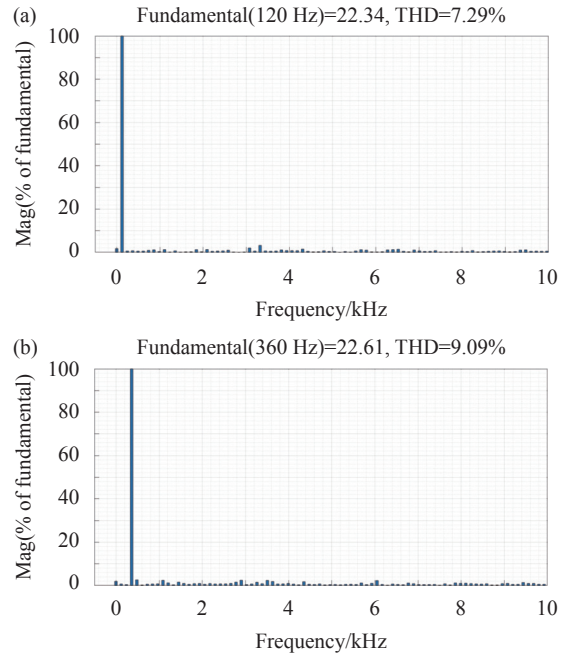 (a)
Fundamental(120 Hz)=22.34, THD=7.29%
Mag(% of fundamental)
100
80
60
40
20
0
0 2 4 6 8 10
Frequency/kHz
(b)
Fundamental(360 Hz)=22.61, THD=9.09%
Mag(% of fundamental)
100
80
60
40
20
0
0 2 4 6 8 10
Frequency/kHz